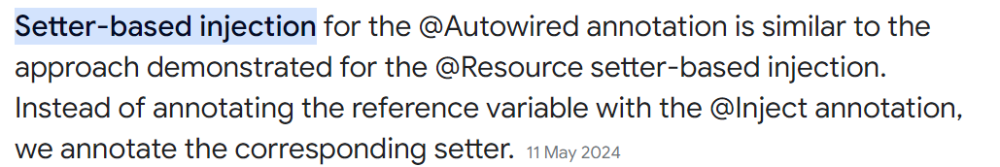 Setter-based injection for the @Autowired annotation is similar to the
approach demonstrated for the @Resource setter-based injection.
Instead of annotating the reference variable with the @Inject annotation,
we annotate the corresponding setter. 11 May 2024